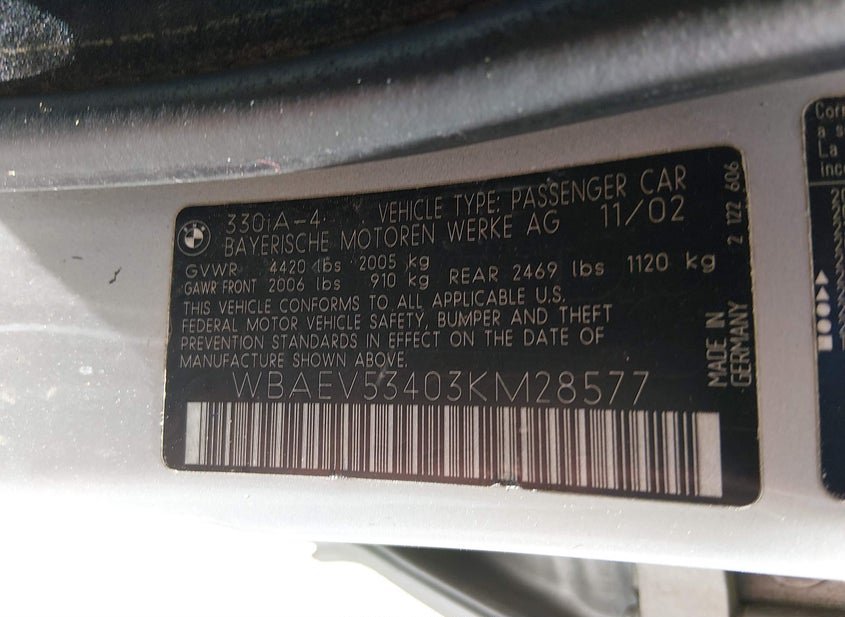 330iA-4 VEHICLE TYPE: PASSENGER CAR
BAYERISCHE MOTOREN WERKE AG 11/02
GVWR 4420 lbs 2005 kg
GAWR FRONT 2006 lbs 910 kg REAR 2469 lbs 1120 kg
THIS VEHICLE CONFORMS TO ALL APPLICABLE U.S.
FEDERAL MOTOR VEHICLE SAFETY, BUMPER AND THEFT
PREVENTION STANDARDS IN EFFECT ON THE DATE OF
MANUFACTURE SHOWN ABOVE.
WBAEV53403KM28577
MADE IN
GERMANY
2 122 606
a s
La